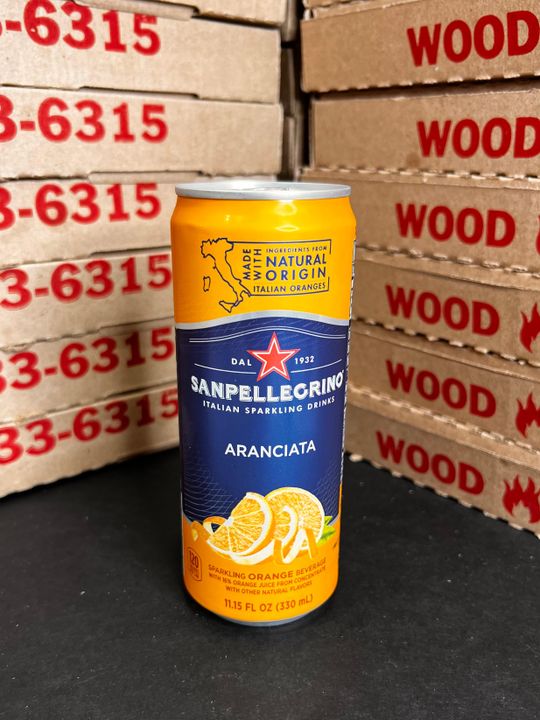 -6315
3-6315
3-6315
3-6315
33-6315
33-6315
WOOD
WOOD
WOOD
WOOD
WOOD
WOOD
MADE
WITH
INGREDIENTS FROM
NATURAL
ORIGIN
ITALIAN ORANGES
DAL 1932
SANPELLEGRINO
ITALIAN SPARKLING DRINKS
ARANCIATA
120
SPARKLING ORANGE BEVERAGE
WITH 16% ORANGE JUICE FROM CONCENTRATE
WITH OTHER NATURAL FLAVORS
11.15 FL OZ (330 mL)